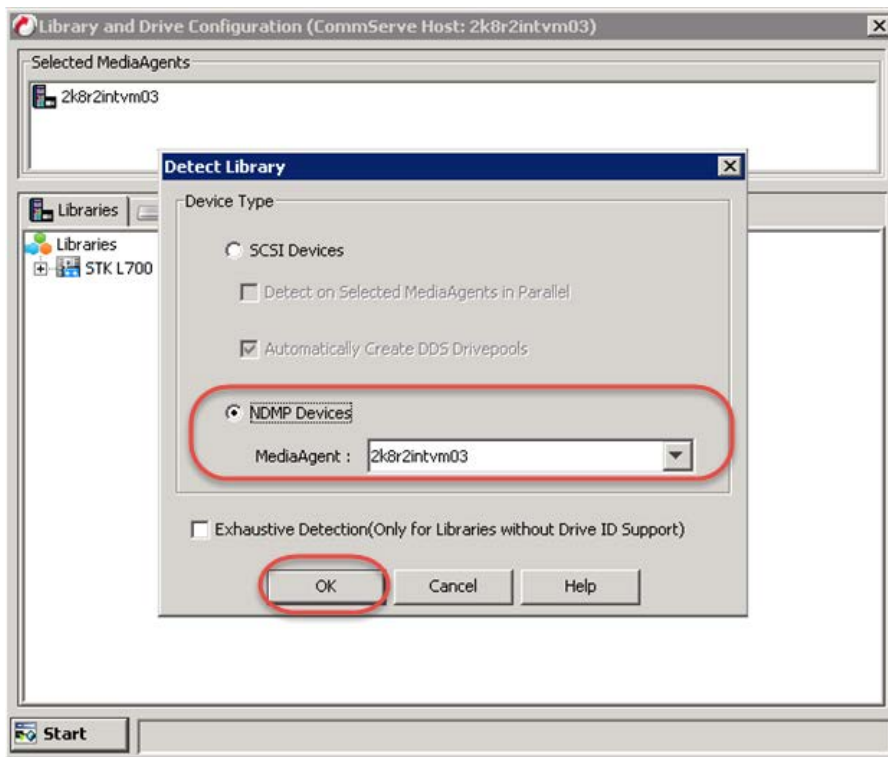 Library and Drive Configuration (CommServe Host: 2k8r2intvm03)
Selected MediaAgents
2k8r2intvm03
Detect Library
Device Type
Libraries
Libraries
STK L700
SCSI Devices
Detect on Selected MediaAgents in Parallel
Automatically Create DDS Drivepools
NDMP Devices
MediaAgent :
2k8r2intvm03
Exhaustive Detection(Only for Libraries without Drive ID Support)
OK
Cancel
Help
Start